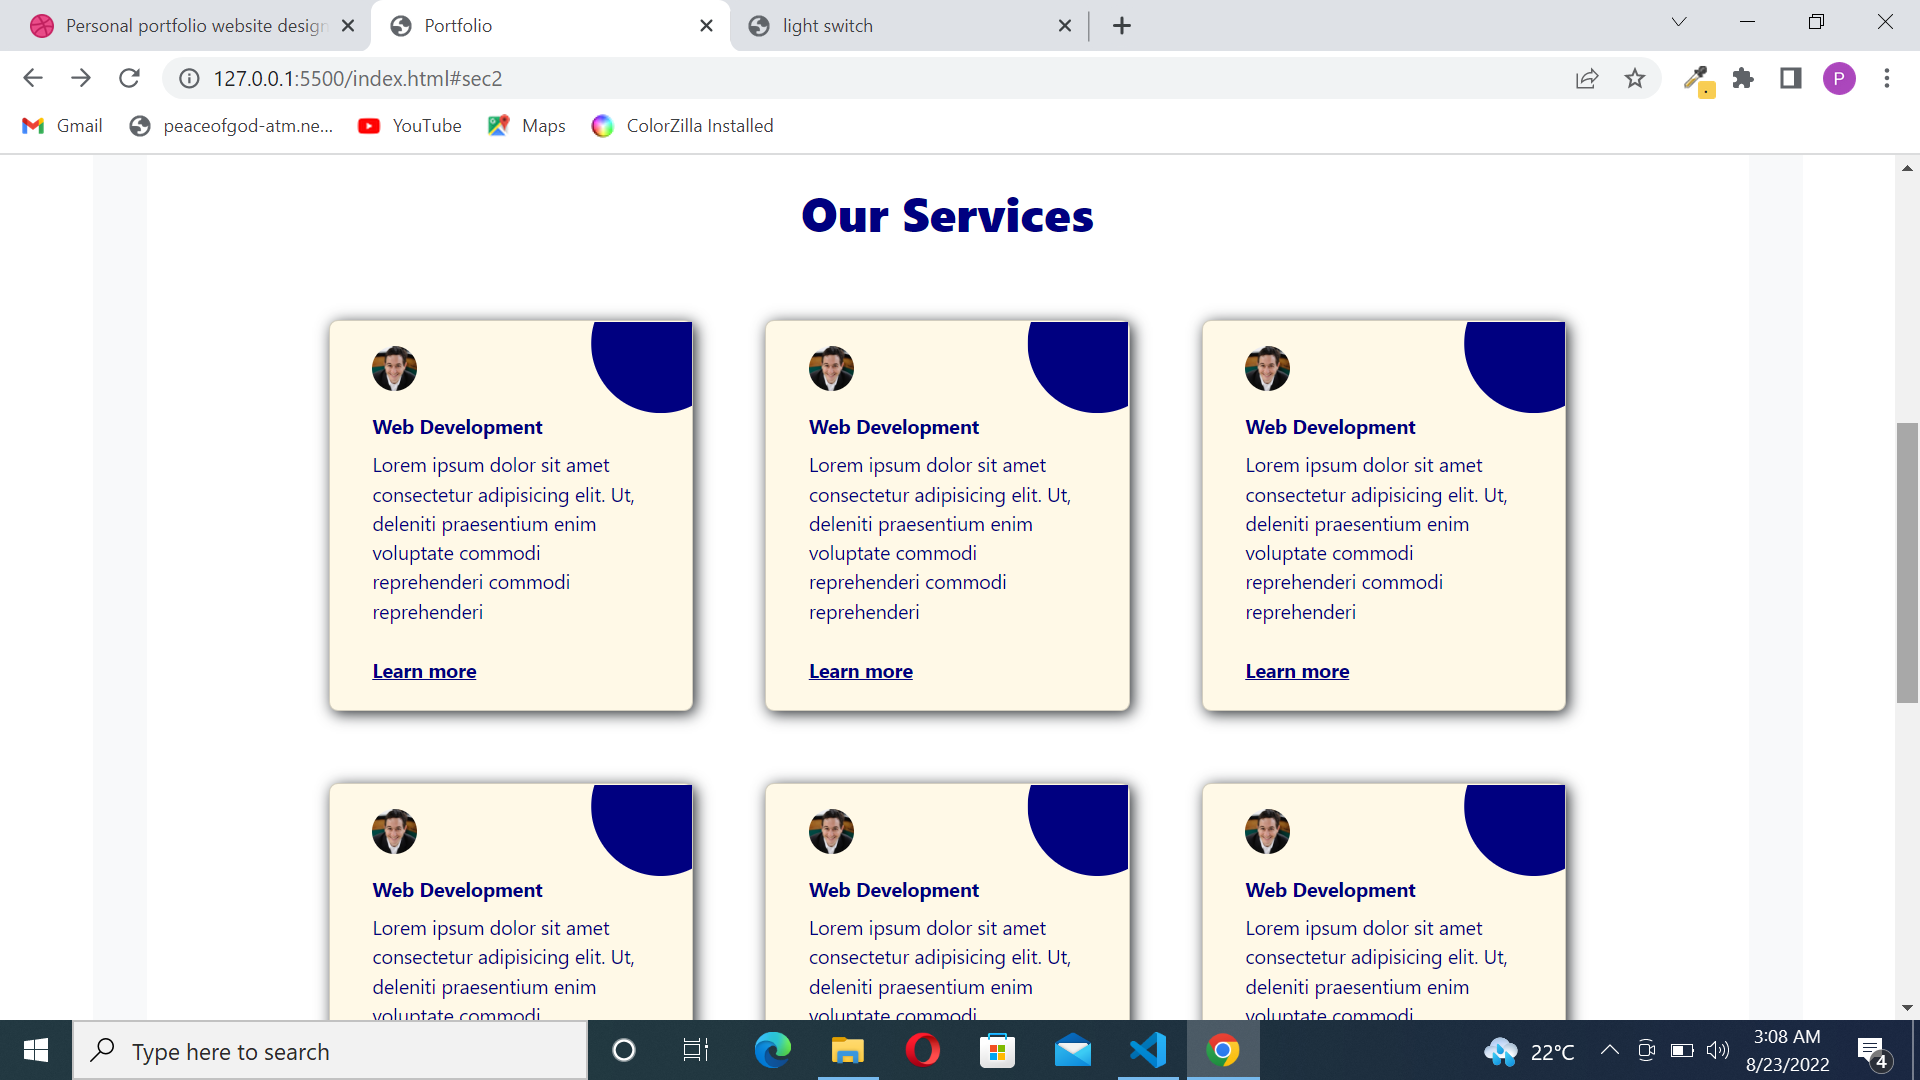 Personal portfolio website design
Portfolio
light switch
127.0.0.1:5500/index.html#sec2
P
Gmail
peaceofgod-atm.ne...
YouTube
Maps
ColorZilla Installed
Our Services
Web Development
Lorem ipsum dolor sit amet
consectetur adipisicing elit. Ut,
deleniti praesentium enim
voluptate commodi
reprehenderi commodi
reprehenderi
Learn more
Web Development
Lorem ipsum dolor sit amet
consectetur adipisicing elit. Ut,
deleniti praesentium enim
voluptate commodi
reprehenderi commodi
reprehenderi
Learn more
Web Development
Lorem ipsum dolor sit amet
consectetur adipisicing elit. Ut,
deleniti praesentium enim
voluptate commodi
reprehenderi commodi
reprehenderi
Learn more
Web Development
Lorem ipsum dolor sit amet
consectetur adipisicing elit. Ut,
deleniti praesentium enim
voluptate commodi
Web Development
Lorem ipsum dolor sit amet
consectetur adipisicing elit. Ut,
deleniti praesentium enim
voluptate commodi
Web Development
Lorem ipsum dolor sit amet
consectetur adipisicing elit. Ut,
deleniti praesentium enim
voluptate commodi
Type here to search
22°C
3:08 AM
8/23/2022
4